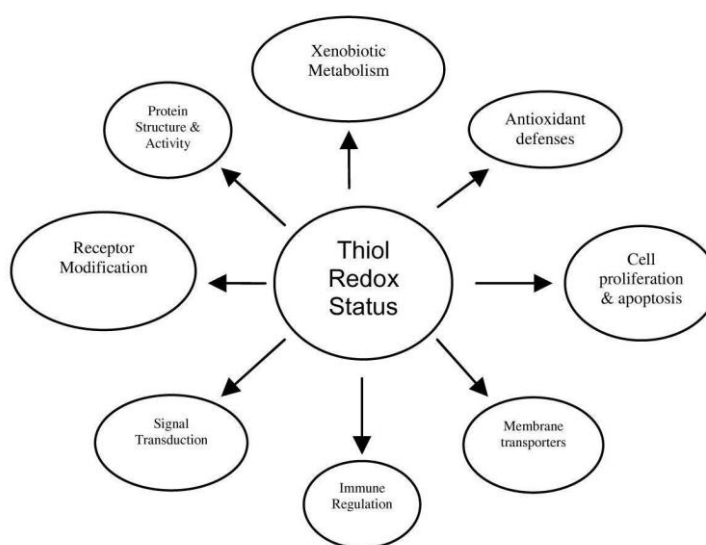 Xenobiotic
Metabolism
Protein
Structure &
Activity
Antioxidant
defenses
Receptor
Modification
Thiol
Redox
Status
Cell
proliferation
& apoptosis
Signal
Transduction
Membrane
transporters
Immune
Regulation